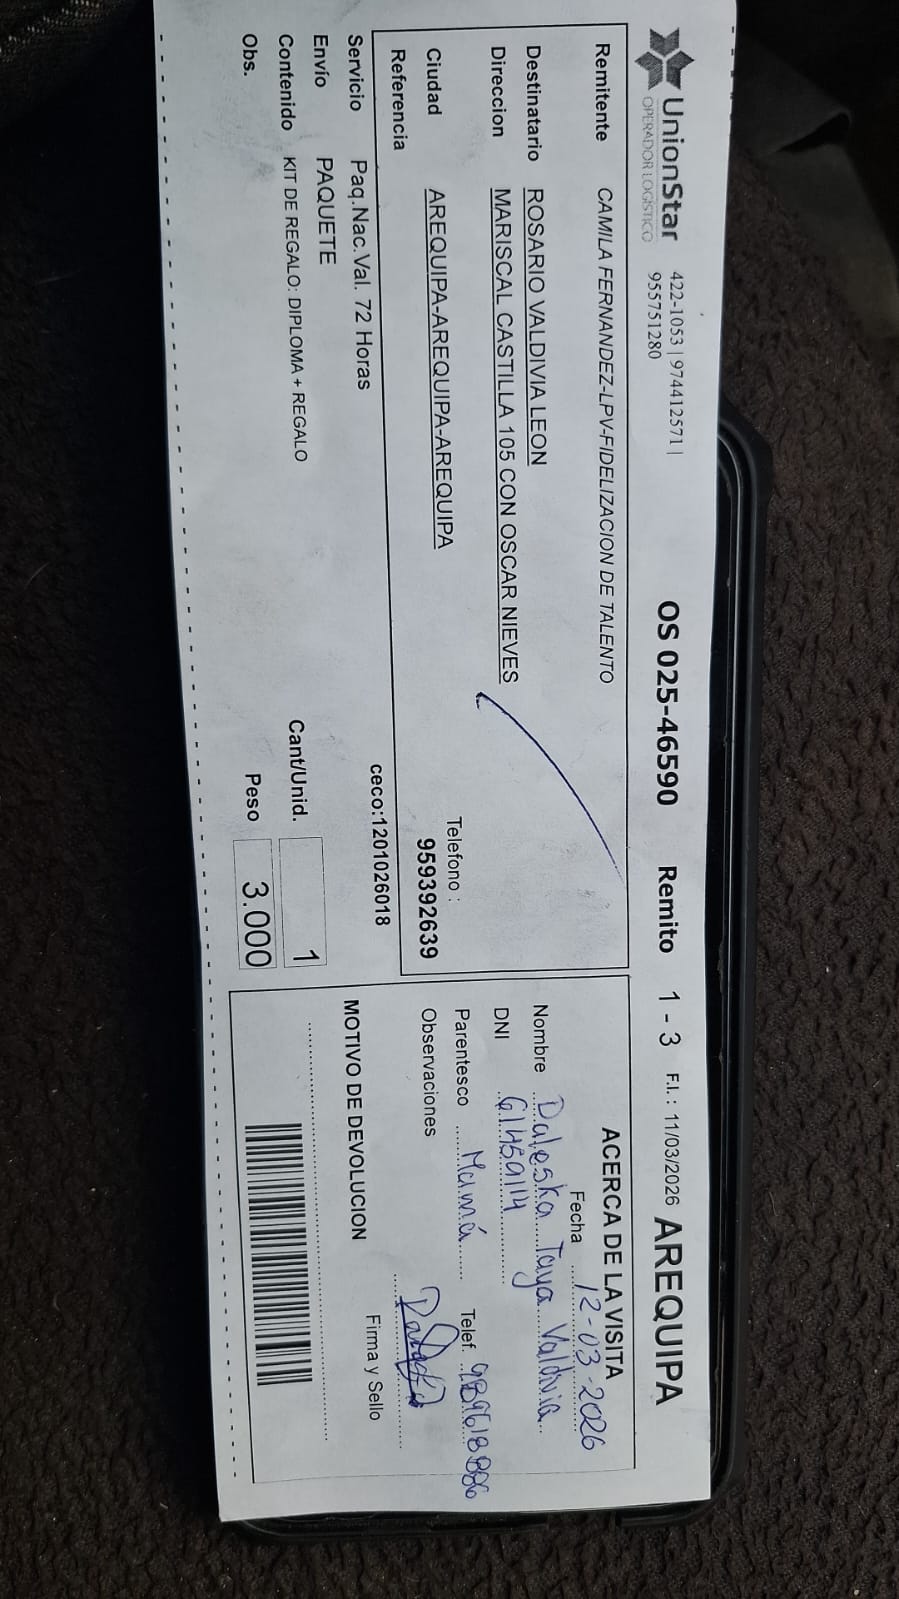 UnionStar
OPERADOR LOGÍSTICO
422-1053 | 974412571 |
955751280
OS 025-46590 Remito 1 - 3 F.I.: 11/03/2026 AREQUIPA
Remitente CAMILA FERNANDEZ-LPV-FIDELIZACION DE TALENTO
Destinatario ROSARIO VALDIVIA LEON
Direccion MARISCAL CASTILLA 105 CON OSCAR NIEVES
Ciudad AREQUIPA-AREQUIPA-AREQUIPA
Telefono :
959392639
Referencia
ceco:1201026018
Servicio Paq.Nac.Val. 72 Horas
Envío PAQUETE
Contenido KIT DE REGALO: DIPLOMA + REGALO
Cant/Unid. 1
Obs.
Peso 3.000
ACERCA DE LA VISITA
Fecha 12-03-2026
Nombre Daleska Taya Valdivia
DNI 61459114
Parentesco Mamá Telef.
Observaciones
Firma y Sello
MOTIVO DE DEVOLUCION